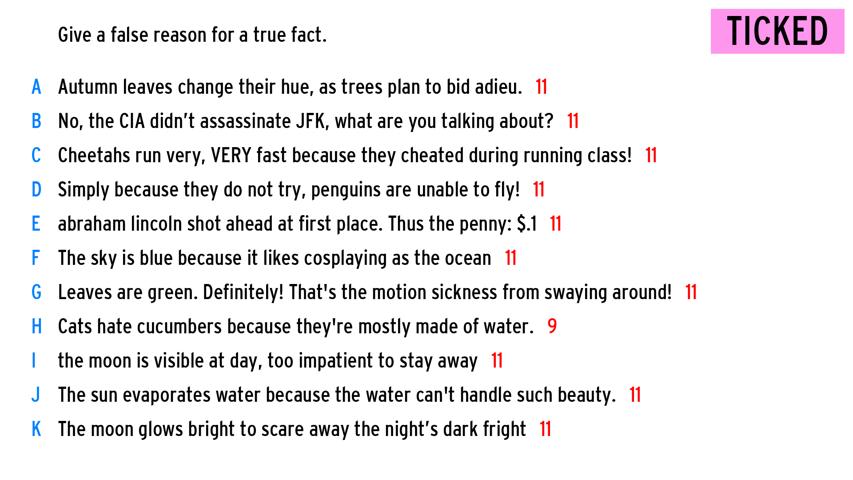 Give a false reason for a true fact.
TICKED
A Autumn leaves change their hue, as trees plan to bid adieu. 11
B No, the CIA didn’t assassinate JFK, what are you talking about? 11
C Cheetahs run very, VERY fast because they cheated during running class! 11
D Simply because they do not try, penguins are unable to fly! 11
E abraham lincoln shot ahead at first place. Thus the penny: $.1 11
F The sky is blue because it likes cosplaying as the ocean 11
G Leaves are green. Definitely! That's the motion sickness from swaying around! 11
H Cats hate cucumbers because they're mostly made of water. 9
I the moon is visible at day, too impatient to stay away 11
J The sun evaporates water because the water can't handle such beauty. 11
K The moon glows bright to scare away the night’s dark fright 11